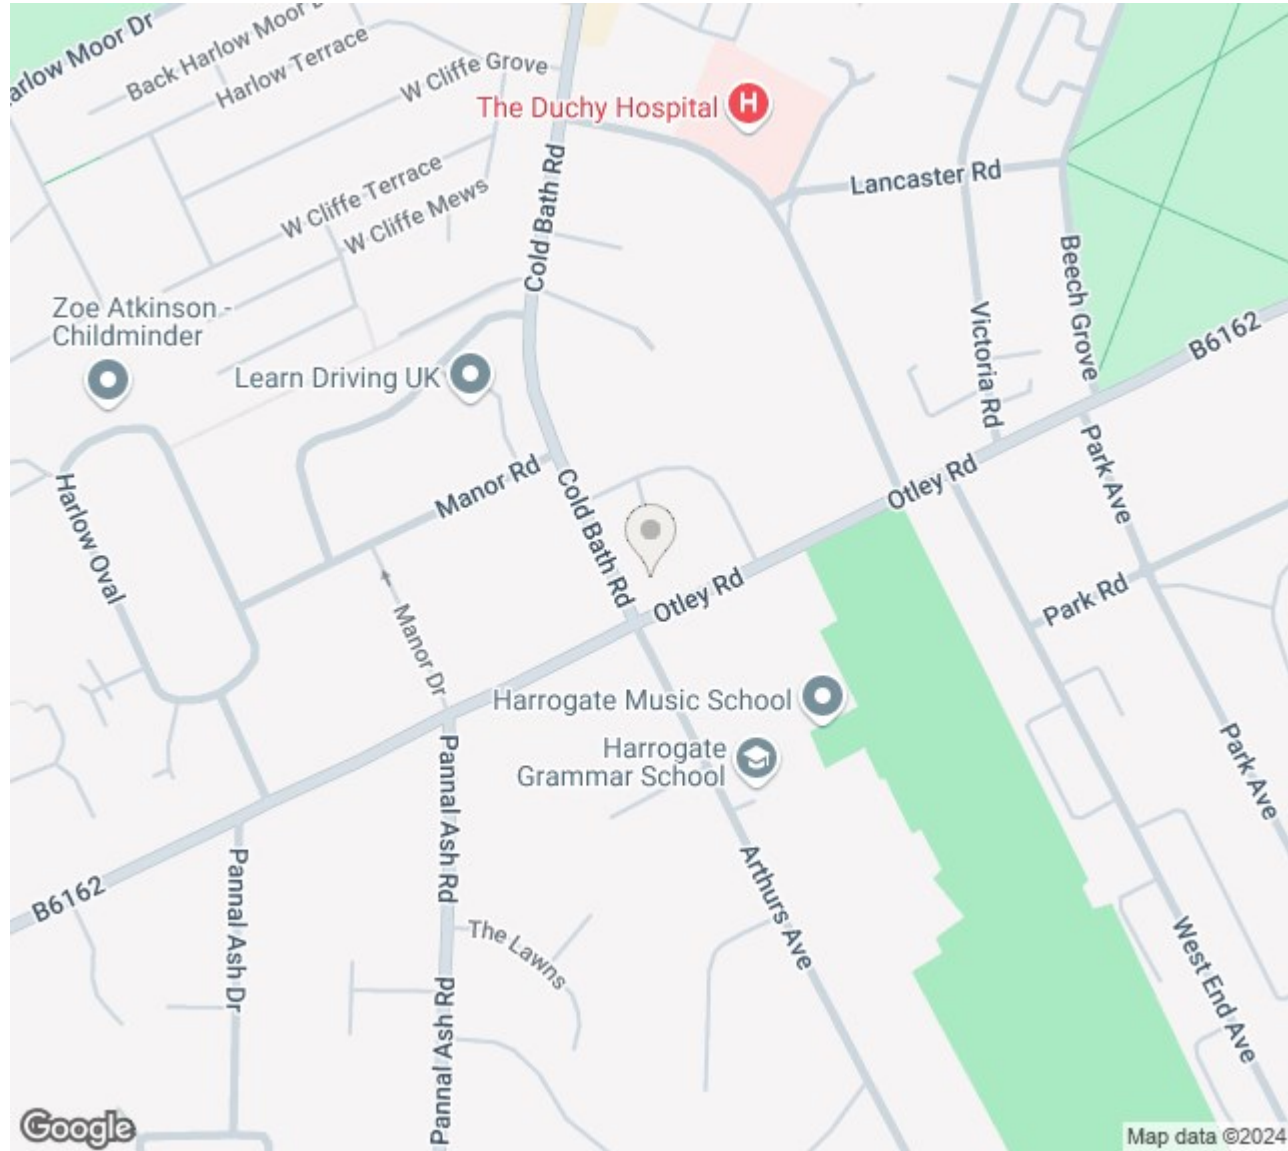 arlow Moor Dr
Back Harlow Moor
Harlow Terrace
W Cliffe Grove
The Duchy Hospital
H
Lancaster Rd
W Cliffe Terrace
W Cliffe Mews
Cold Bath Rd
Beech Grove
Zoe Atkinson -
Childminder
Learn Driving UK
Victoria Rd
B6162
Manor Rd
Cold Bath Rd
Otley Rd
Park Ave
Harlow Oval
Manor Dr
Otley Rd
Park Rd
Harrogate Music School
Harrogate
Grammar School
Pannal Ash Rd
Park Ave
B6162
Pannal Ash Dr
Arthurs Ave
The Lawns
West End Ave
Pannal Ash Rd
Google
Map data ©2024